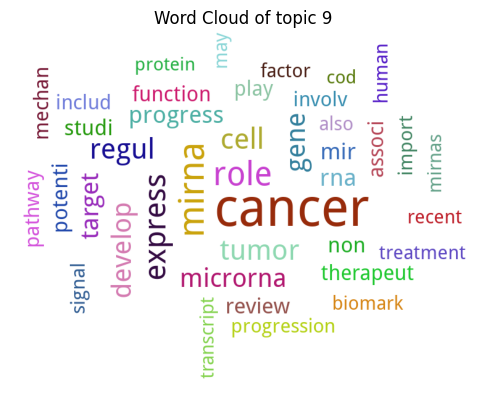 Word Cloud of topic 9
may
protein
factor
cod
human
mechan
includ
function
play
involv
progress
studi
also
associ
import
mirnas
regul
cell
gene
mir
mirna
role
rna
pathway
potenti
target
develop
express
cancer
recent
tumor
non
treatment
signal
microrna
therapeut
transcript
review
biomark
progression